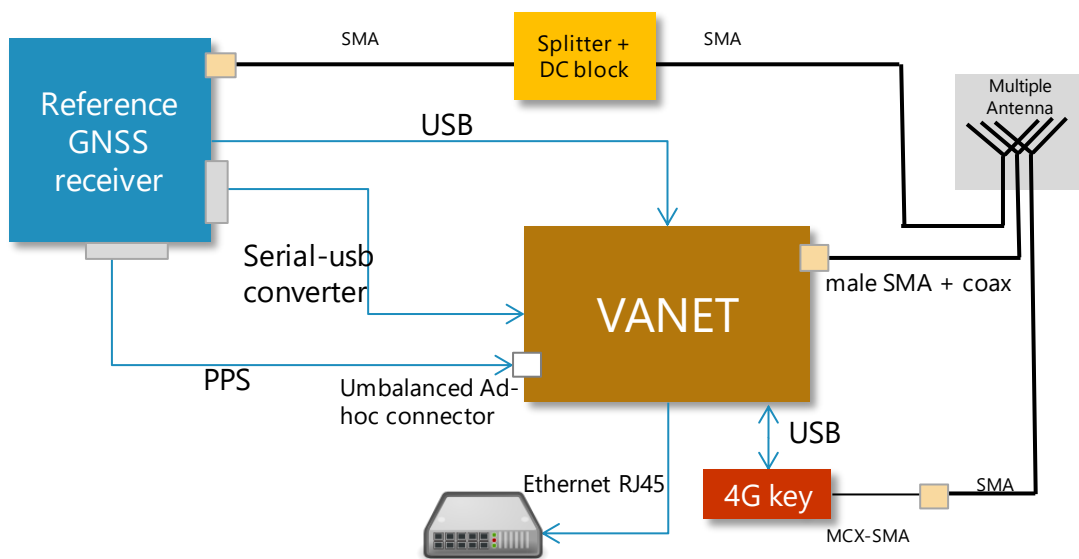 SMA
Splitter +
DC block
SMA
Multiple
Antenna
Reference
GNSS
receiver
USB
Serial-usb
converter
VANET
male SMA + coax
PPS
Umbalanced Ad-
hoc connector
USB
Ethernet RJ45
4G key
SMA
MCX-SMA